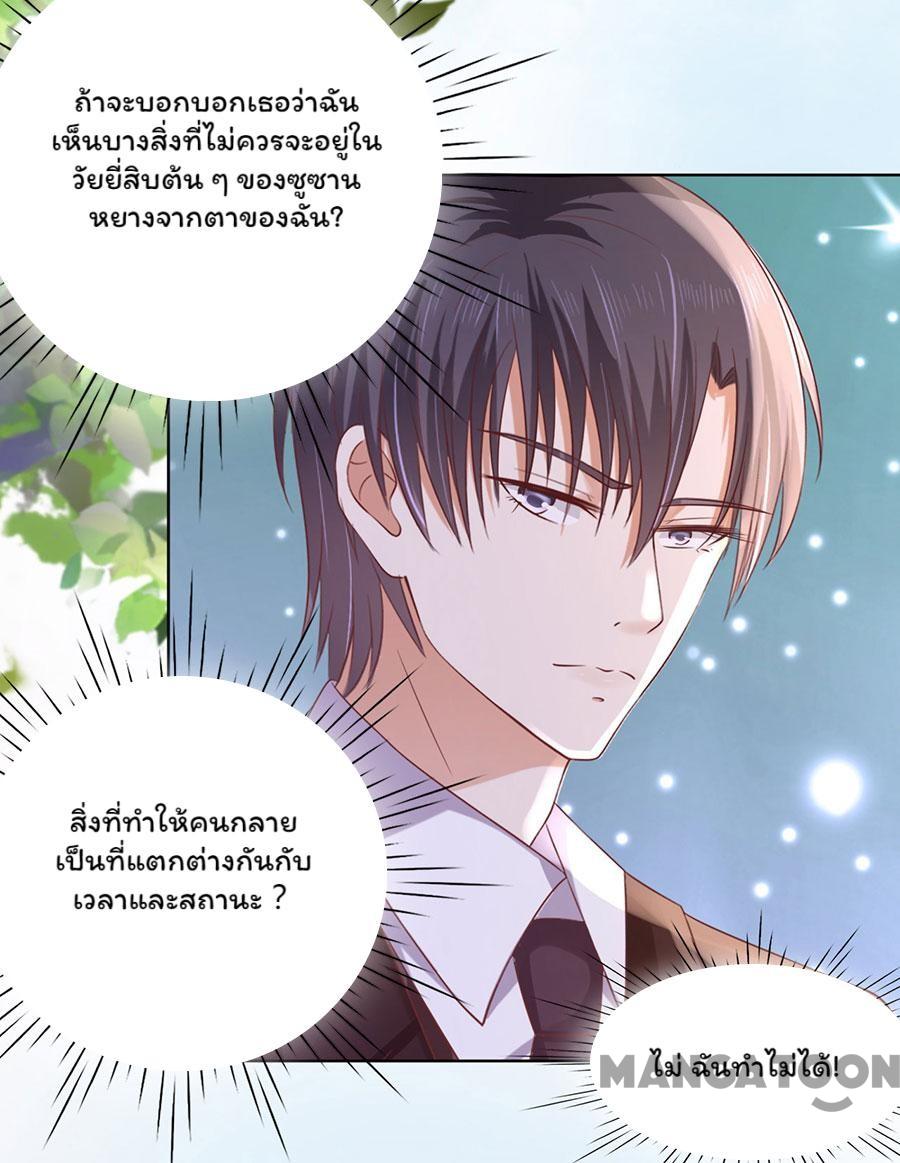 ถ้าจะบอกบอกเธอว่าฉัน
เห็นบางสิ่งที่ไม่ควรจะอยู่ใน
วัยยี่สิบต้น ๆ ของซูซาน
หยางจากตาของฉัน?
สิ่งที่ทำให้คนกลาย
เป็นที่แตกต่างกันกับ
เวลาและสถานะ ?
ไม่ ฉันทำไม่ได้!
MANGATOON